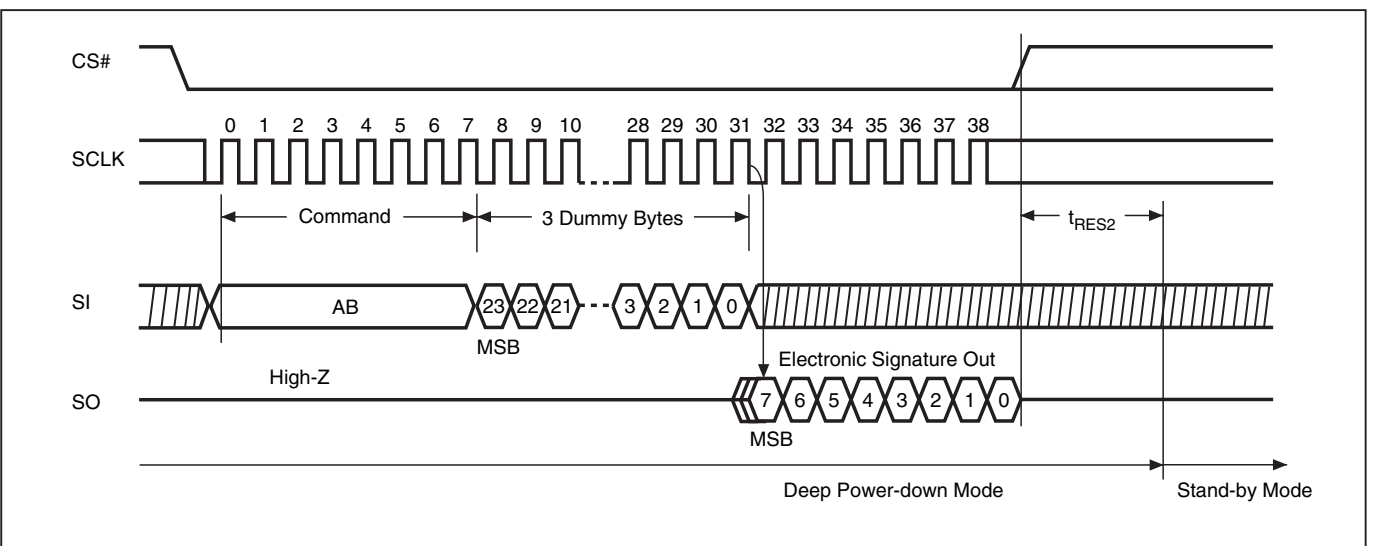 CS#
0 1 2 3 4 5 6 7 8 9 10 28 29 30 31 32 33 34 35 36 37 38
SCLK
Command 3 Dummy Bytes tRES2
SI AB 23 22 21 3 2 1 0
MSB
Electronic Signature Out
High-Z
SO 7 6 5 4 3 2 1 0
MSB
Deep Power-down Mode Stand-by Mode